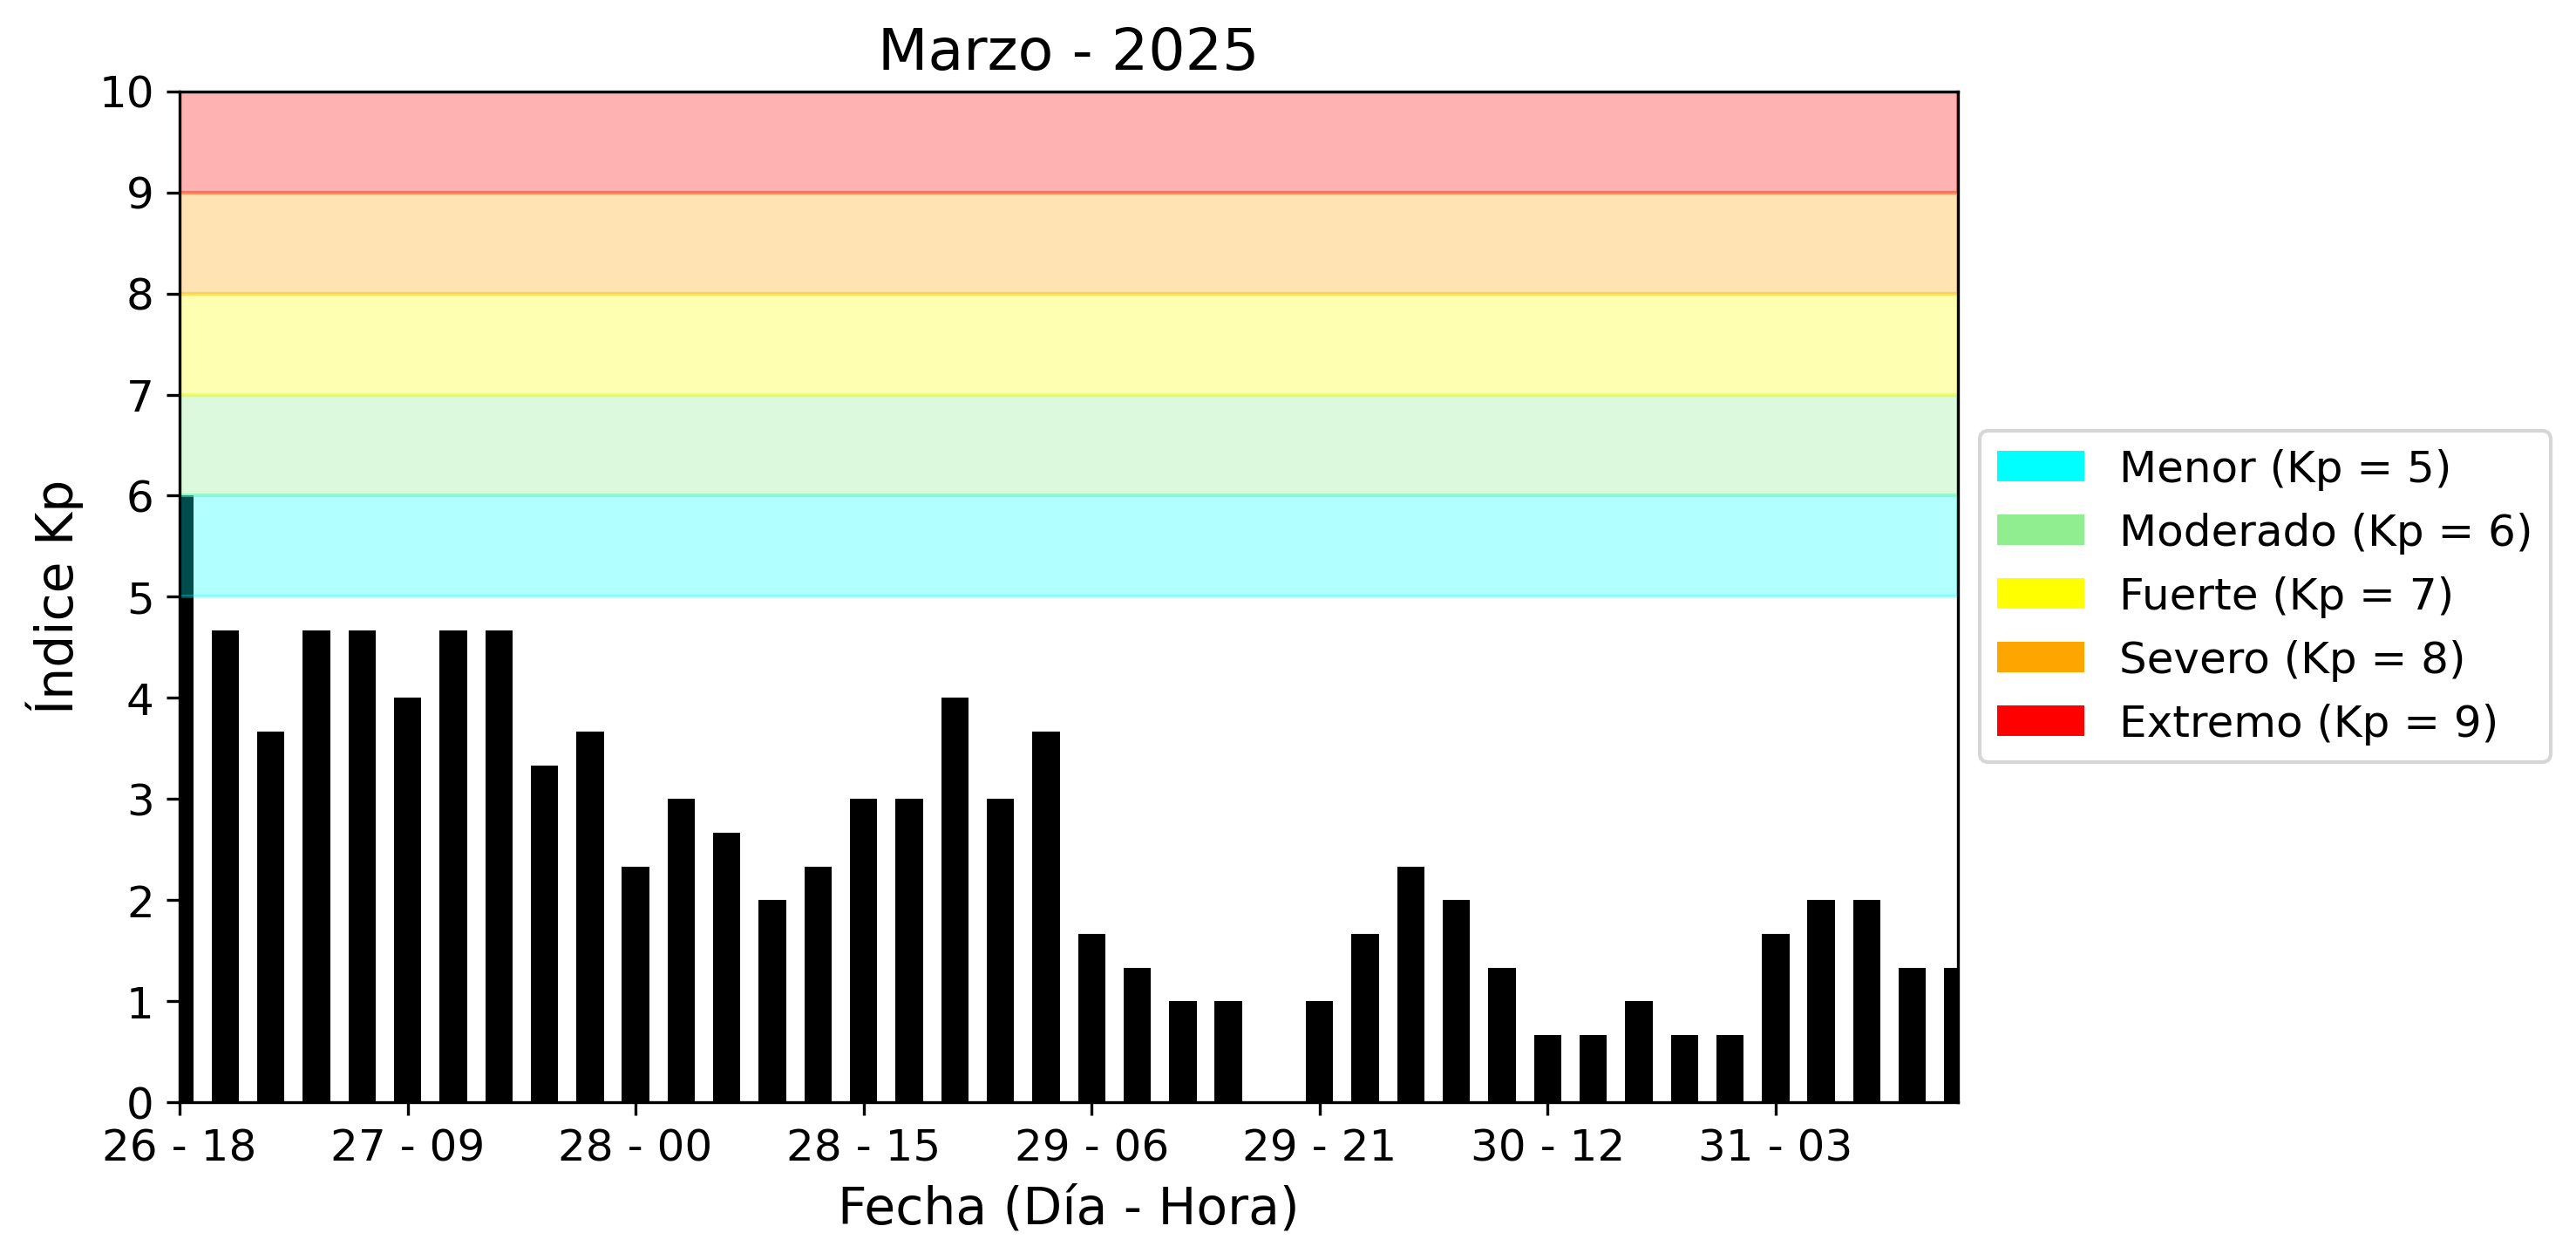 Marzo - 2025
10
9
8
7
6
5
4
3
2
1
0
Índice Kp
26 - 18
27 - 09
28 - 00
28 - 15
29 - 06
29 - 21
30 - 12
31 - 03
Fecha (Día - Hora)
Menor (Kp = 5)
Moderado (Kp = 6)
Fuerte (Kp = 7)
Severo (Kp = 8)
Extremo (Kp = 9)